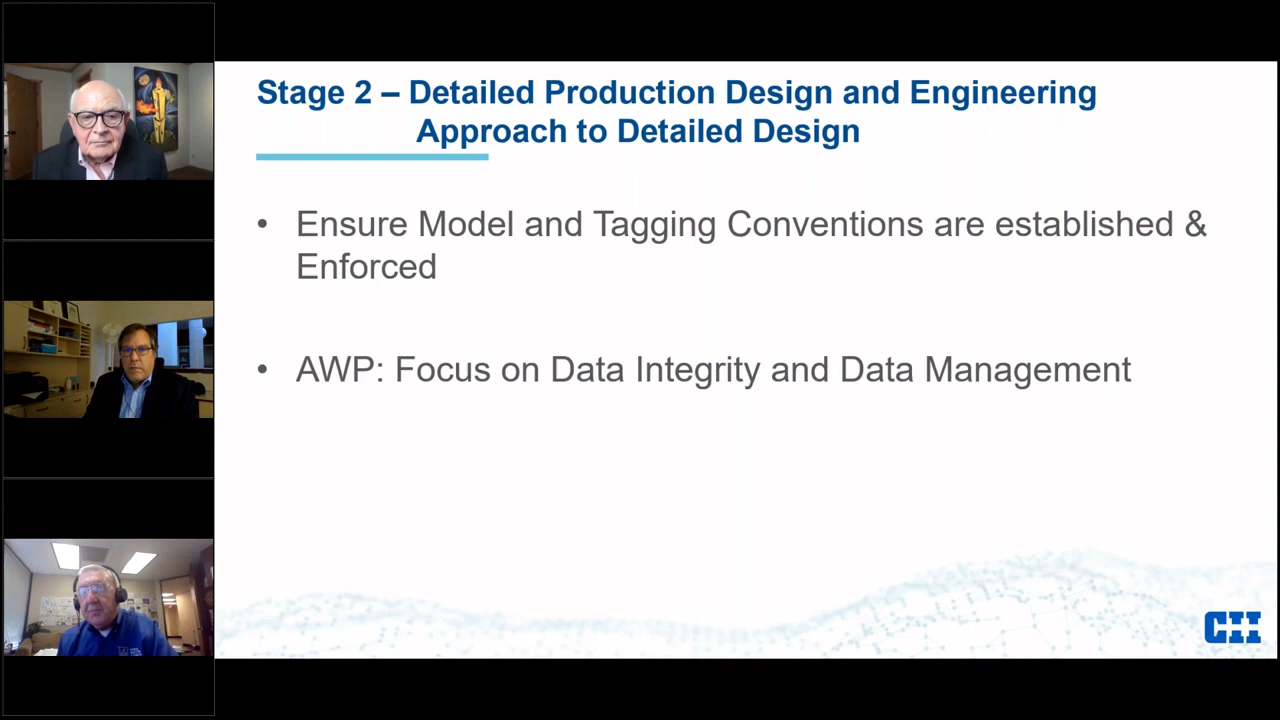 Stage 2 – Detailed Production Design and Engineering
Approach to Detailed Design
• Ensure Model and Tagging Conventions are established &
Enforced
• AWP: Focus on Data Integrity and Data Management
CII